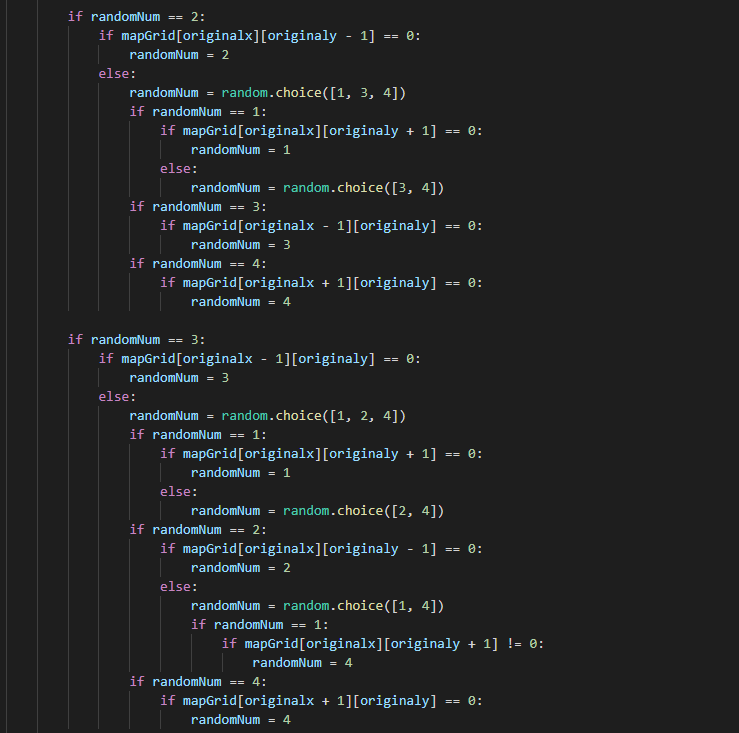 if randomNum == 2:
if mapGrid[originalx][originaly - 1] == 0:
randomNum = 2
else:
randomNum = random.choice([1, 3, 4])
if randomNum == 1:
if mapGrid[originalx][originaly + 1] == 0:
randomNum = 1
else:
randomNum = random.choice([3, 4])
if randomNum == 3:
if mapGrid[originalx - 1][originaly] == 0:
randomNum = 3
if randomNum == 4:
if mapGrid[originalx + 1][originaly] == 0:
randomNum = 4
if randomNum == 3:
if mapGrid[originalx - 1][originaly] == 0:
randomNum = 3
else:
randomNum = random.choice([1, 2, 4])
if randomNum == 1:
if mapGrid[originalx][originaly + 1] == 0:
randomNum = 1
else:
randomNum = random.choice([2, 4])
if randomNum == 2:
if mapGrid[originalx][originaly - 1] == 0:
randomNum = 2
else:
randomNum = random.choice([1, 4])
if randomNum == 1:
if mapGrid[originalx][originaly + 1] != 0:
randomNum = 4
if randomNum == 4:
if mapGrid[originalx + 1][originaly] == 0:
randomNum = 4